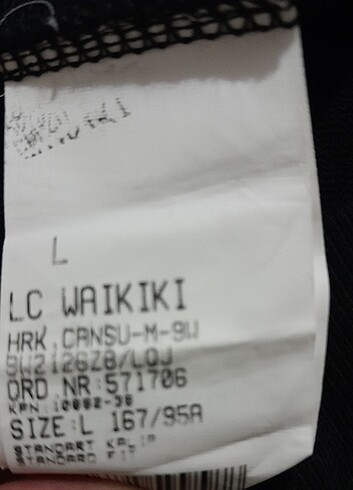 L
LC WAIKIKI
HRK.CANSU-M-9W
9W2126Z8/LOJ
ORD NR:571706
KPN :10082-38
SIZE:L 167/95A
STANDART KALIP
STANDARD FIT